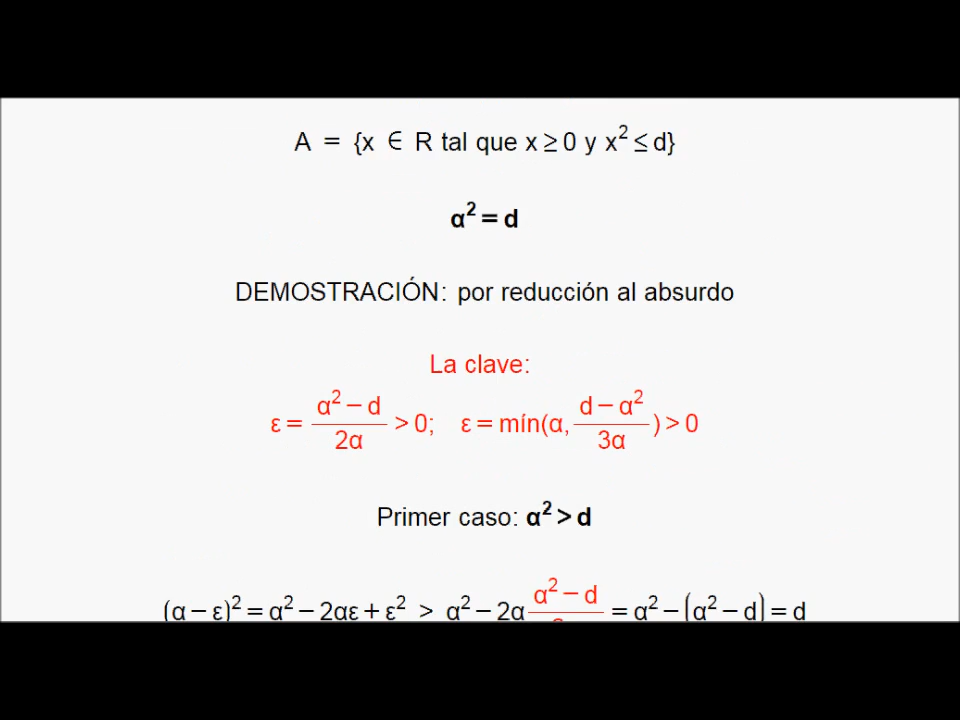 A = {x ∈ R tal que x ≥ 0 y x² ≤ d}
α² = d
DEMOSTRACIÓN: por reducción al absurdo
La clave:
ε = (α² − d)/(2α) > 0; ε = mín(α, (d − α²)/(3α)) > 0
Primer caso: α² > d
(α − ε)² = α² − 2αε + ε² > α² − 2α (α² − d) = α² − (α² − d) = d